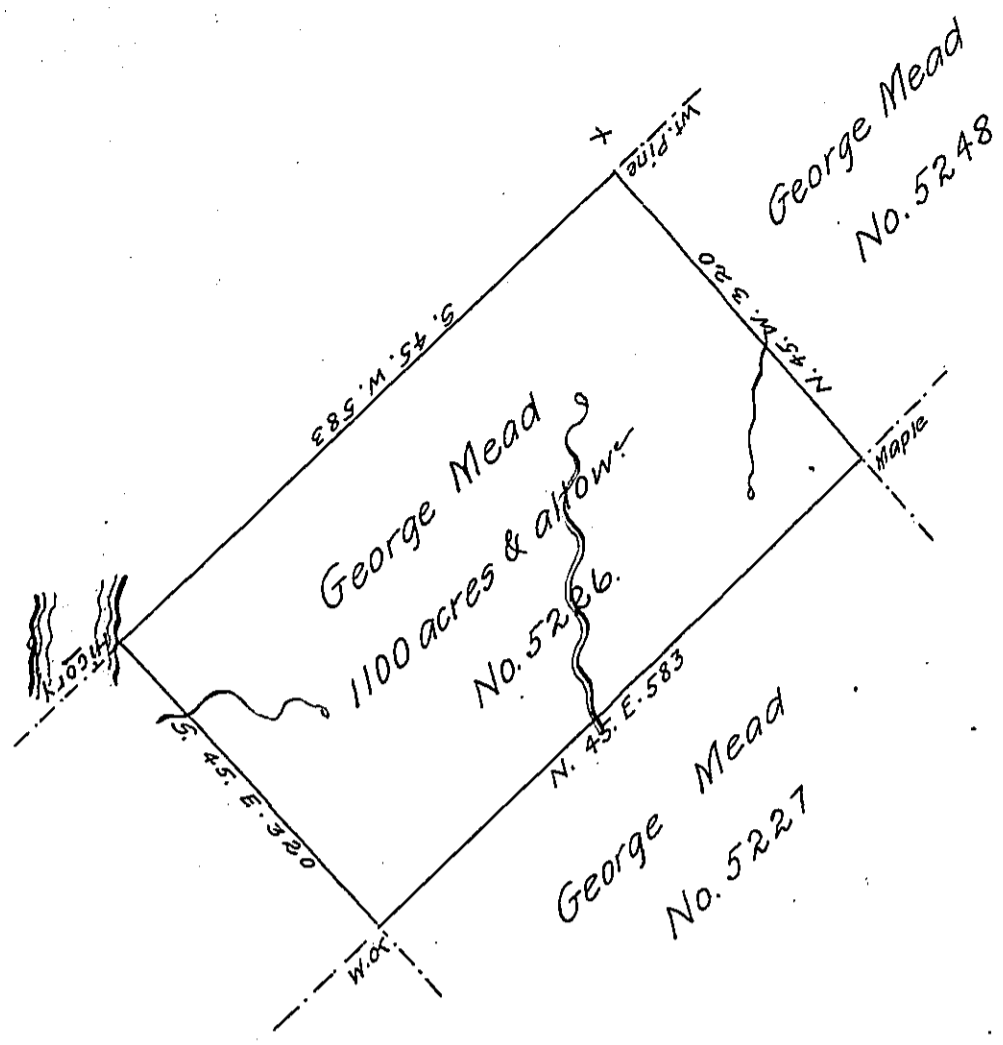 George Mead
No. 5248
Wt. Pine
N. 45. W. 320
S. 45. W. 583
Maple
George Mead
1100 acres & allow.
No. 5226.
Hicory
S. 45. E. 320
N. 45. E. 583
W.O.
George Mead
No. 5227